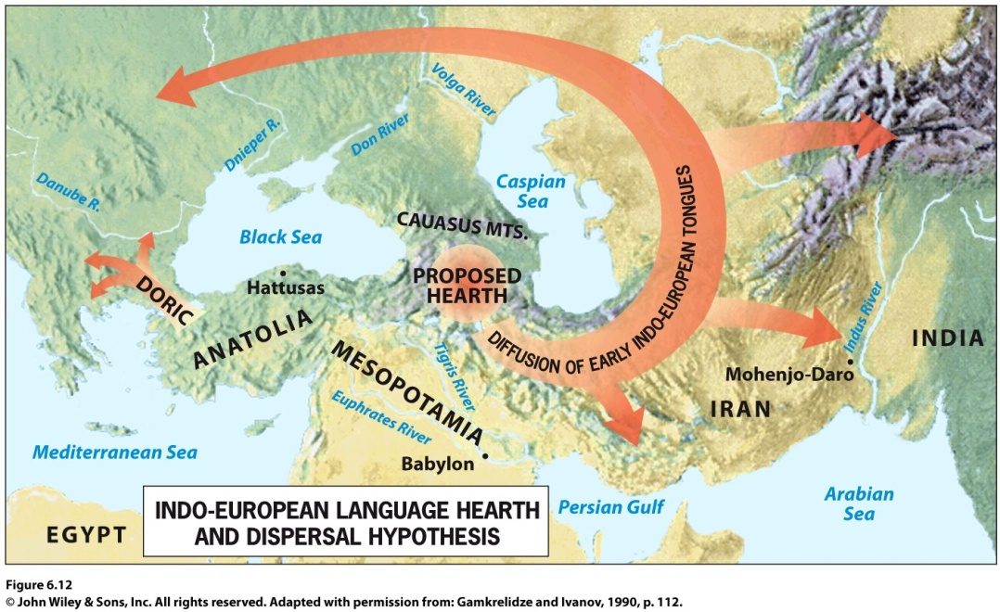 Volga River
Don River
Dnieper R.
Danube R.
Caspian
Sea
CAUASUS MTS.
Black Sea
PROPOSED
HEARTH
Hattusas
DORIC
ANATOLIA
DIFFUSION OF EARLY INDO-EUROPEAN TONGUES
MESOPOTAMIA
Tigris River
Euphrates River
Babylon
Indus River
INDIA
Mohenjo-Daro
IRAN
Mediterranean Sea
Persian Gulf
Arabian
Sea
EGYPT
INDO-EUROPEAN LANGUAGE HEARTH
AND DISPERSAL HYPOTHESIS
Figure 6.12
© John Wiley & Sons, Inc. All rights reserved. Adapted with permission from: Gamkrelidze and Ivanov, 1990, p. 112.